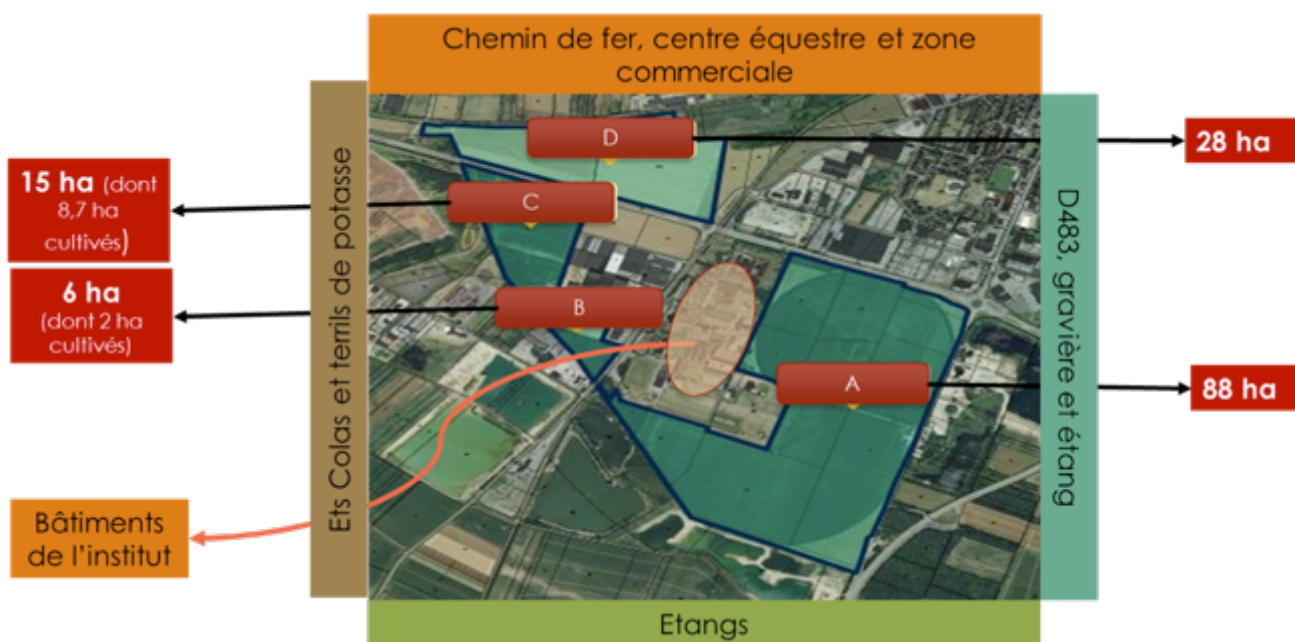 Chemin de fer, centre équestre et zone
commerciale
D
28 ha
15 ha (dont
8,7 ha
cultivés)
C
6 ha
(dont 2 ha
cultivés)
B
A
88 ha
Ets Colas et terrils de potasse
D483, gravière et étang
Bâtiments
de l'institut
Etangs